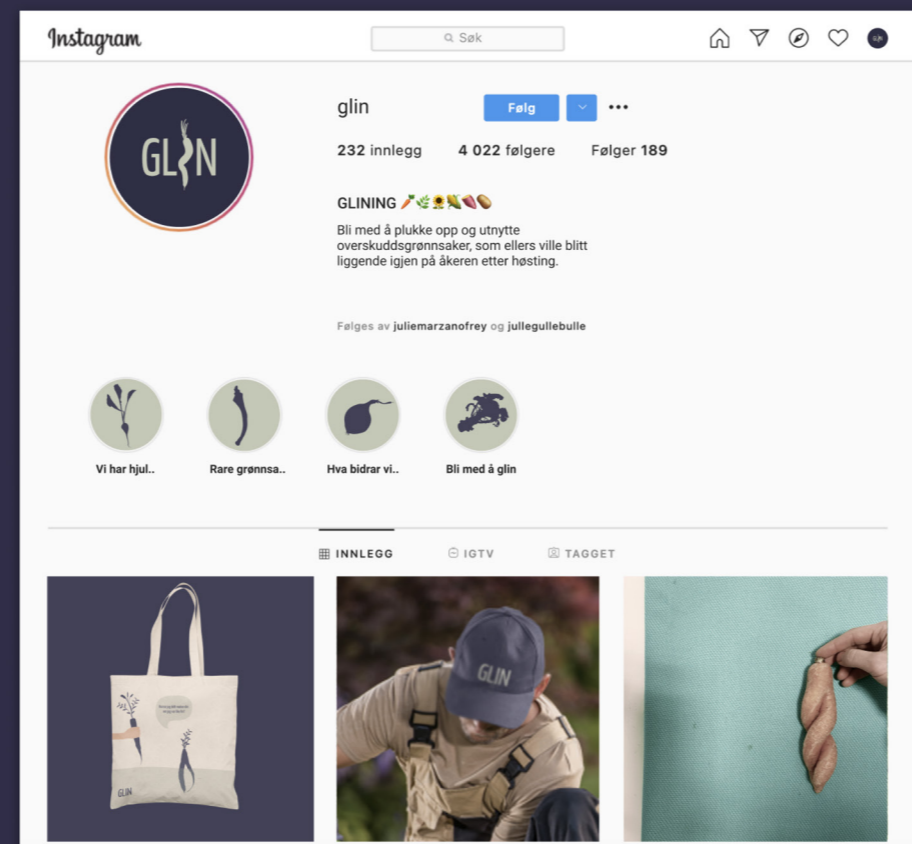 Instagram
Søk
GLIN
glin
Følg
232 innlegg 4 022 følgere Følger 189
GLINING 🥕🌿🌻🌽🍠🥔
Bli med å plukke opp og utnytte
overskuddsgrønnsaker, som ellers ville blitt
liggende igjen på åkeren etter høsting.
Følges av juliemarzanofrey og jullegullebulle
Vi har hjul.. Rare grønnsa.. Hva bidrar vi.. Bli med å glin
INNLEGG IGTV TAGGET
GLIN
GLIN